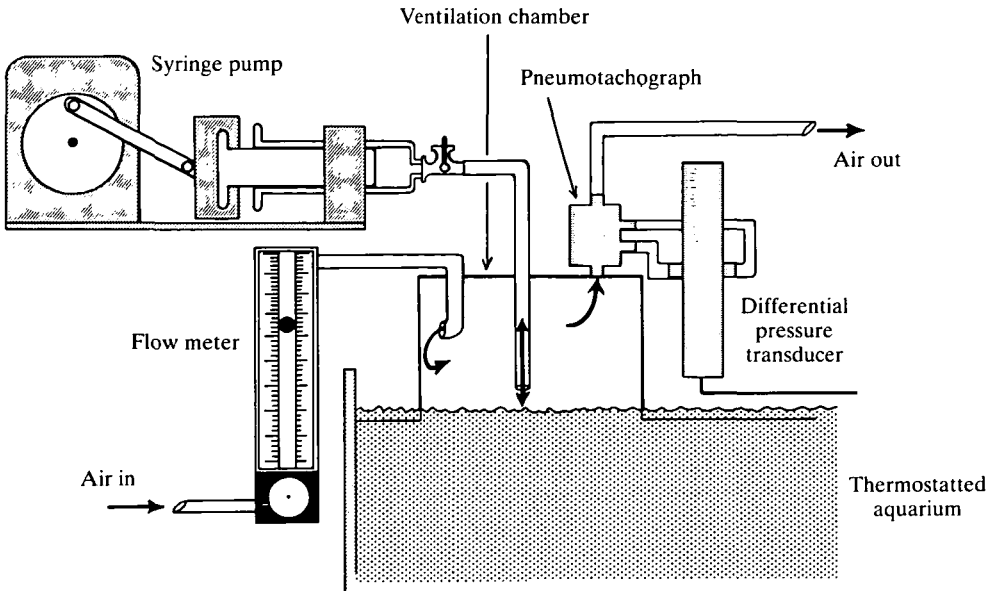 Ventilation chamber
Syringe pump
Pneumotachograph
Air out
Differential
pressure
transducer
Flow meter
Air in
Thermostatted
aquarium